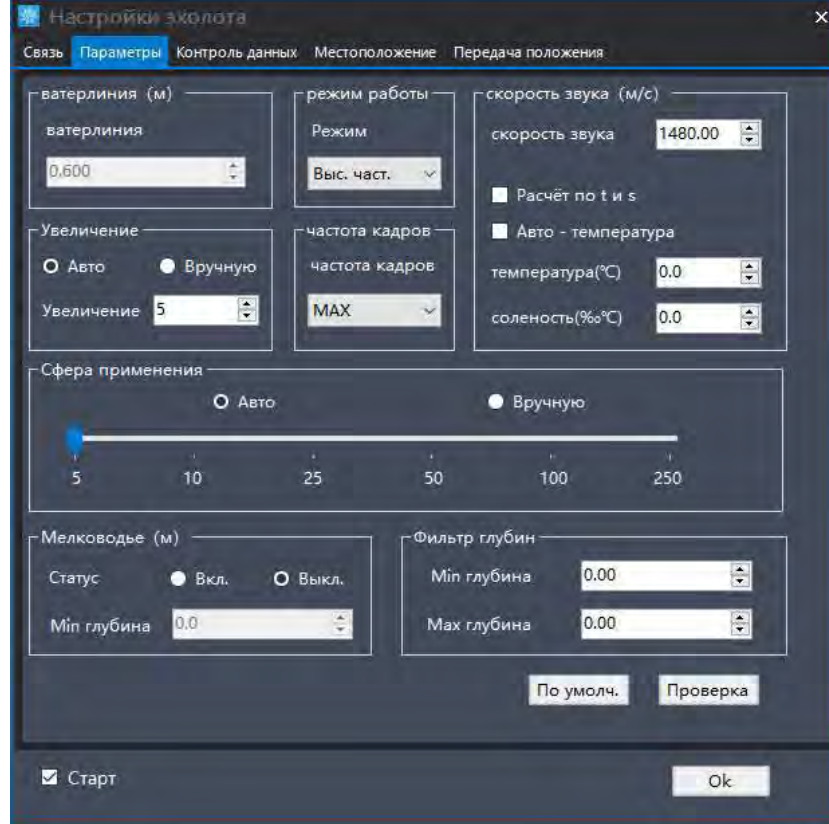 Настройки эхолота
Связь Параметры Контроль данных Местоположение Передача положения
ватерлиния (м)
ватерлиния
0.600
режим работы
Режим
Выс. част.
скорость звука (м/с)
скорость звука 1480.00
Расчёт по t и s
Авто - температура
температура(℃) 0.0
соленость(‰℃) 0.0
Увеличение
Авто Вручную
Увеличение 5
частота кадров
частота кадров
MAX
Сфера применения
Авто Вручную
5 10 25 50 100 250
Мелководье (м)
Статус Вкл. Выкл.
Min глубина 0.0
Фильтр глубин
Min глубина 0.00
Max глубина 0.00
По умолч. Проверка
Старт Ok